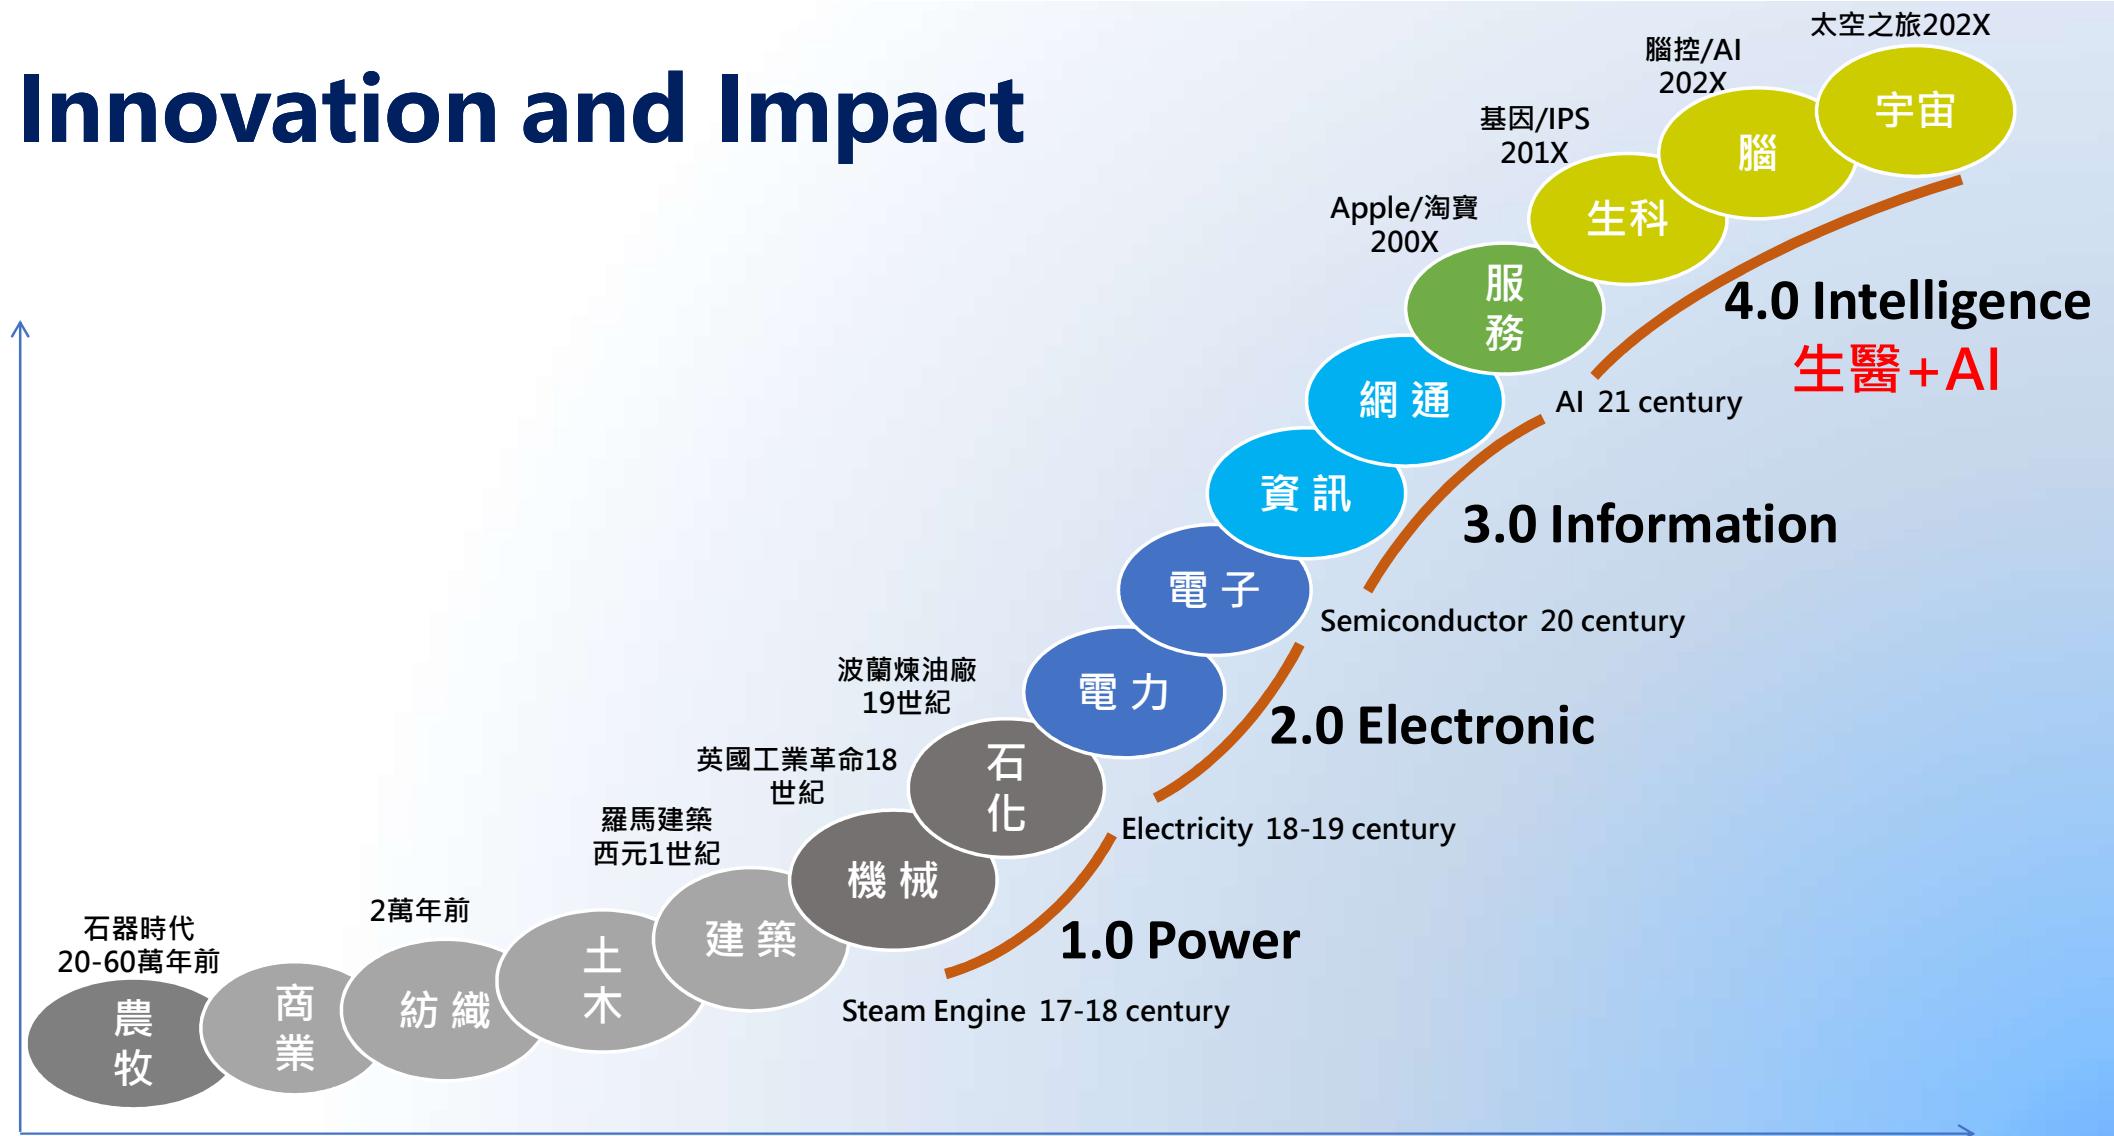 Innovation and Impact
太空之旅202X
腦控/AI
202X
宇宙
基因/IPS
201X
腦
Apple/淘寶
200X
生科
服
務
4.0 Intelligence
生醫+AI
網 通
AI  21 century
資 訊
3.0 Information
電 子
Semiconductor  20 century
波蘭煉油廠
19世紀
電 力
2.0 Electronic
英國工業革命18
世紀
石
化
羅馬建築
西元1世紀
Electricity  18-19 century
機 械
2萬年前
建 築
1.0 Power
石器時代
20-60萬年前
土
木
Steam Engine  17-18 century
農
牧
商
業
紡 織